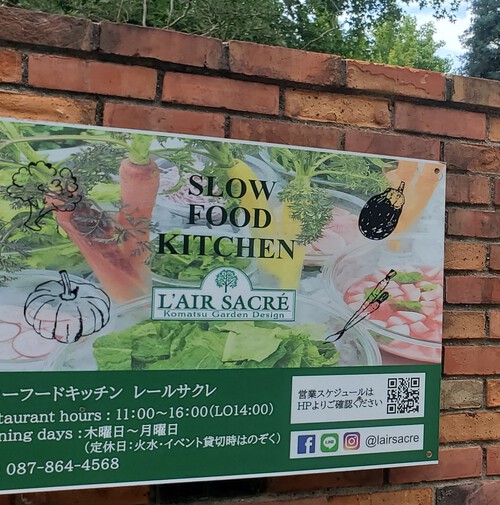 SLOW
FOOD
KITCHEN
L'AIR SACRÉ
Komatsu Garden Design
ーフードキッチン レールサクレ
staurant hours : 11:00～16:00(LO14:00)
ning days : 木曜日～月曜日
(定休日:火水・イベント貸切時はのぞく)
087-864-4568
営業スケジュールは
HPよりご確認ください
f LINE @lairsacre